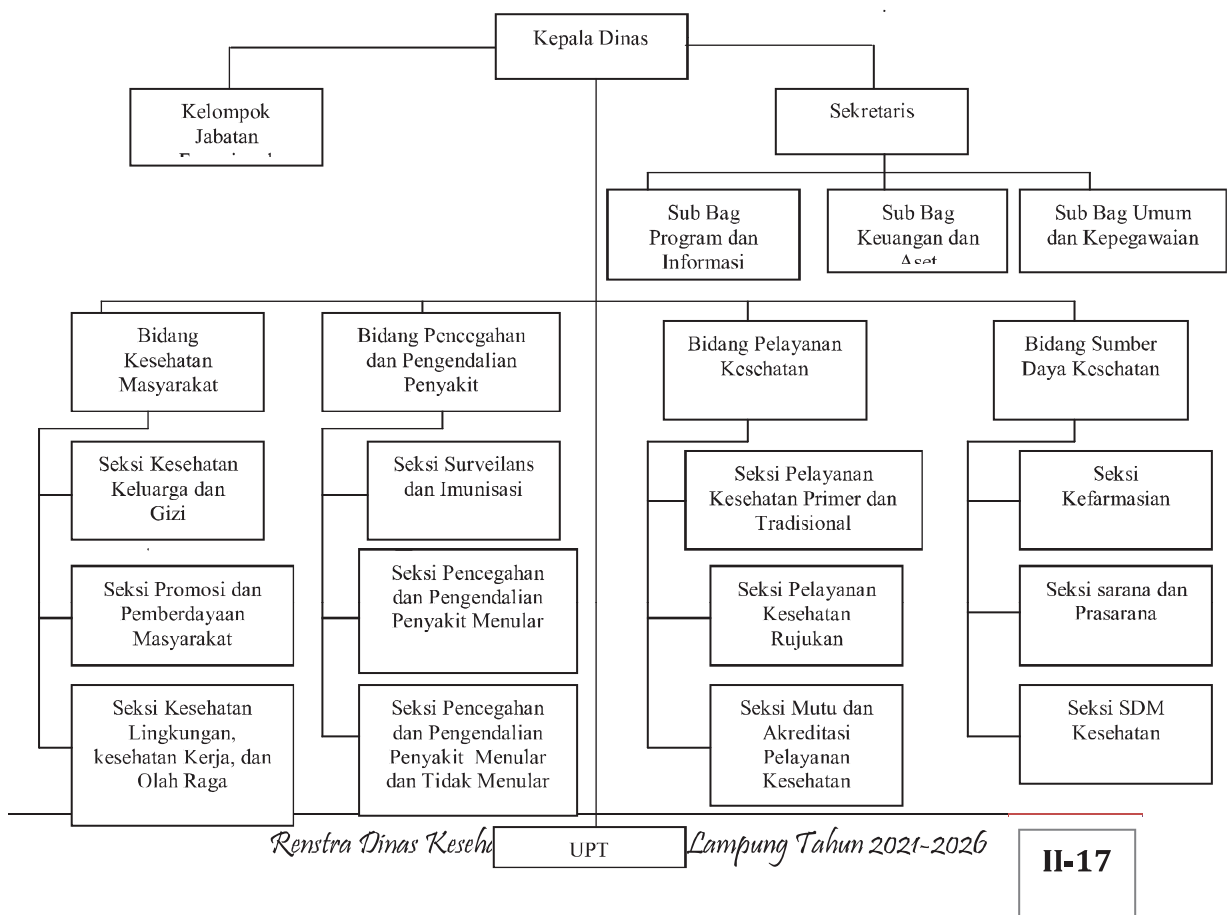 Kepala Dinas
Kelompok
Jabatan
Sekretaris
Sub Bag
Program dan
Informasi
Sub Bag
Keuangan dan
Aset
Sub Bag Umum
dan Kepegawaian
Bidang
Kesehatan
Masyarakat
Bidang Pencegahan
dan Pengendalian
Penyakit
Bidang Pelayanan
Kesehatan
Bidang Sumber
Daya Kesehatan
Seksi Kesehatan
Keluarga dan
Gizi
Seksi Surveilans
dan Imunisasi
Seksi Pelayanan
Kesehatan Primer dan
Tradisional
Seksi
Kefarmasian
Seksi Promosi dan
Pemberdayaan
Masyarakat
Seksi Pencegahan
dan Pengendalian
Penyakit Menular
Seksi Pelayanan
Kesehatan
Rujukan
Seksi sarana dan
Prasarana
Seksi Kesehatan
Lingkungan,
kesehatan Kerja, dan
Olah Raga
Seksi Pencegahan
dan Pengendalian
Penyakit Menular
dan Tidak Menular
Seksi Mutu dan
Akreditasi
Pelayanan
Kesehatan
Seksi SDM
Kesehatan
Renstra Dinas Keseha Lampung Tahun 2021-2026
UPT
II-17